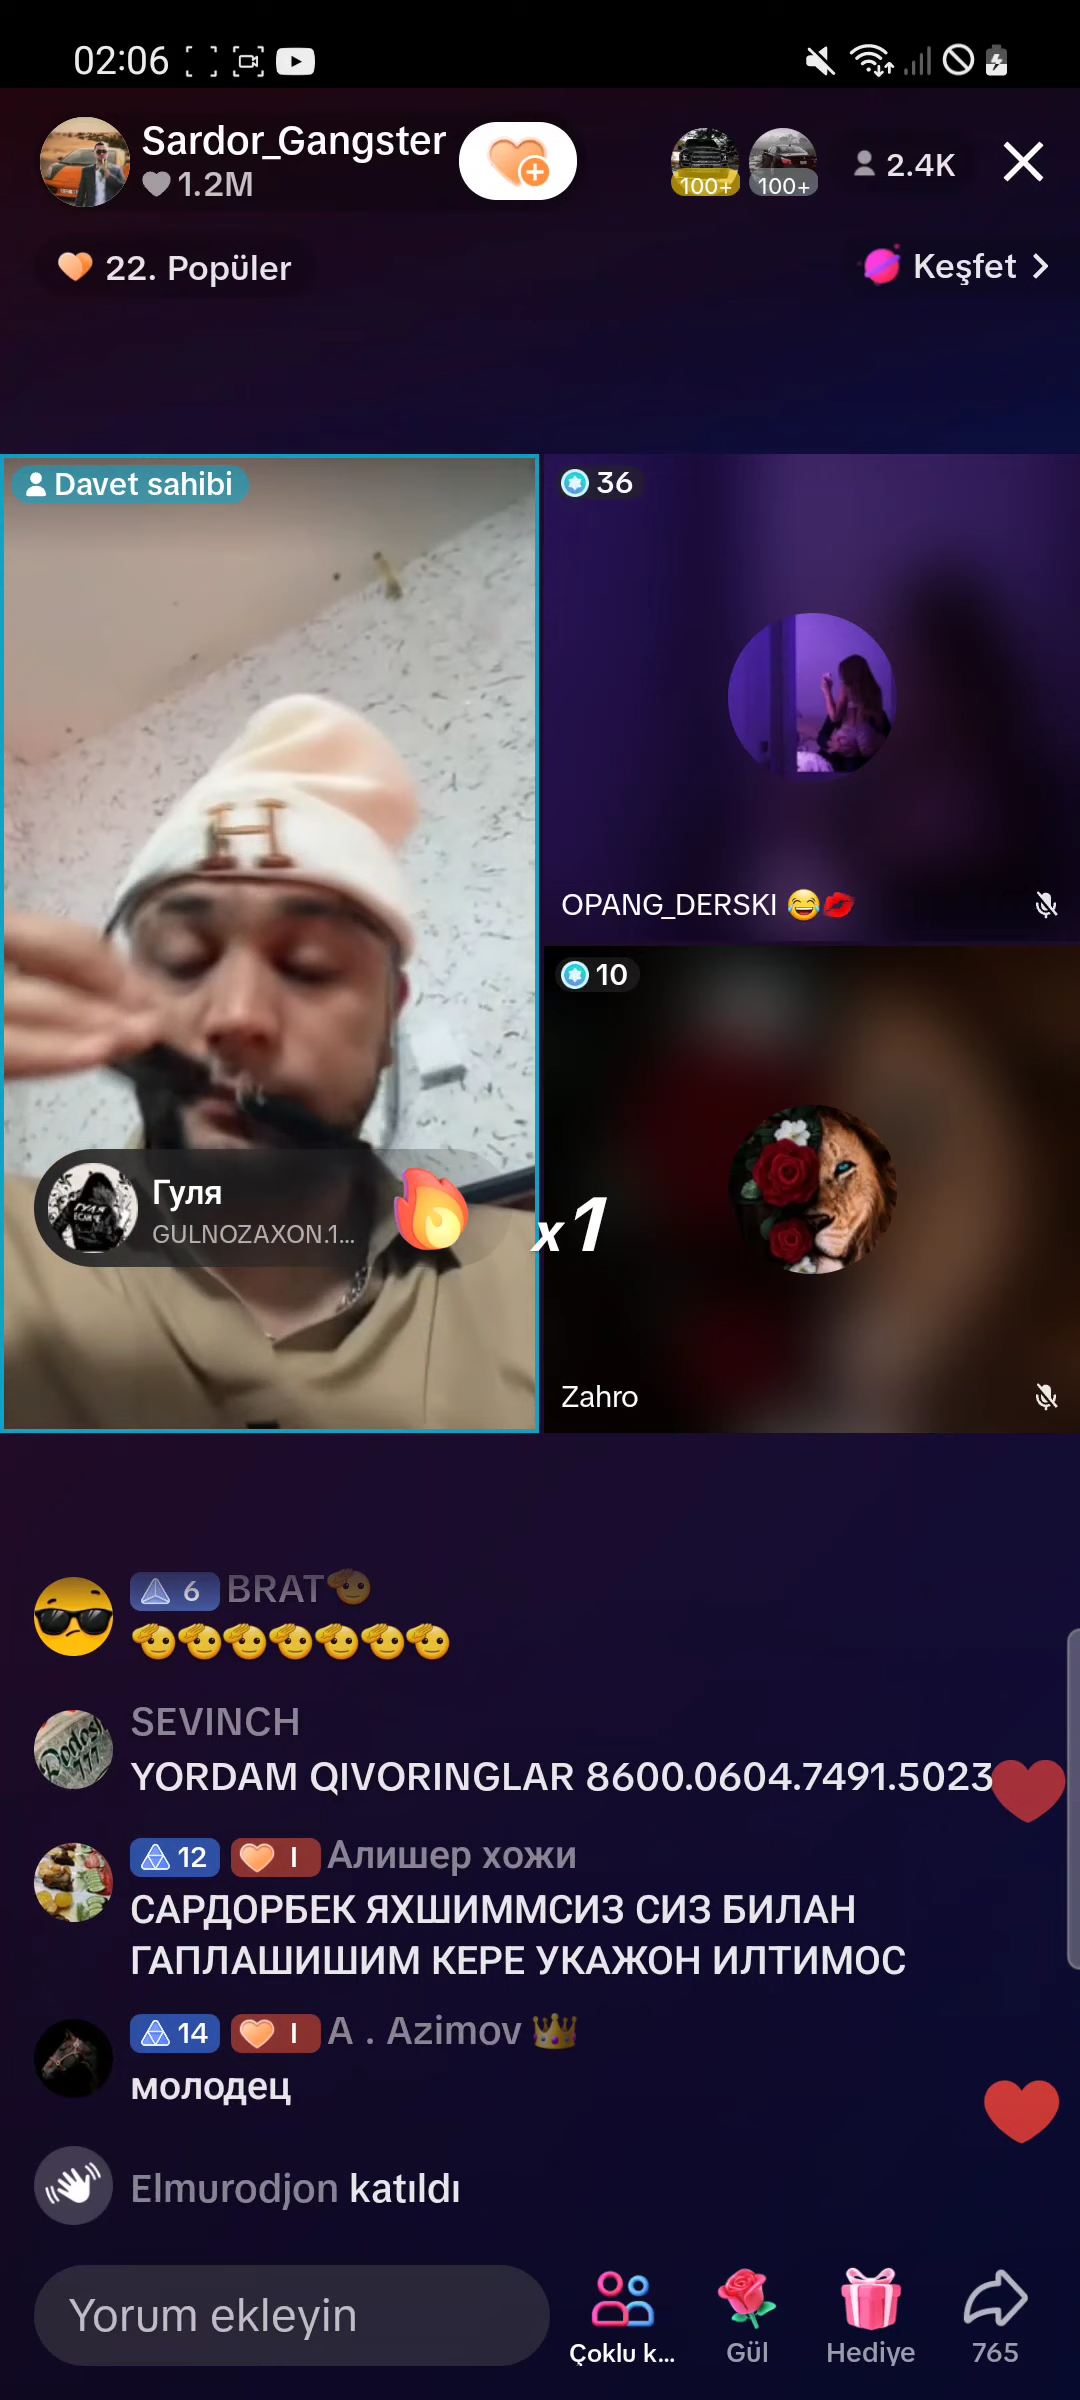 02:06
Sardor_Gangster
1.2M
100+
100+
2.4K
22. Popüler
Keşfet
Davet sahibi
36
H
OPANG_DERSKI 😂💋
10
Гуля
GULNOZAXON.1...
x1
Zahro
6 BRAT🫡
🫡🫡🫡🫡🫡🫡🫡
SEVINCH
YORDAM QIVORINGLAR 8600.0604.7491.5023
12 I Алишер хожи
САРДОРБЕК ЯХШИММСИЗ СИЗ БИЛАН
ГАПЛАШИШИМ КЕРЕ УКАЖОН ИЛТИМОС
14 I A . Azimov 👑
молодец
Elmurodjon katıldı
Yorum ekleyin
Çoklu k...
Gül
Hediye
765